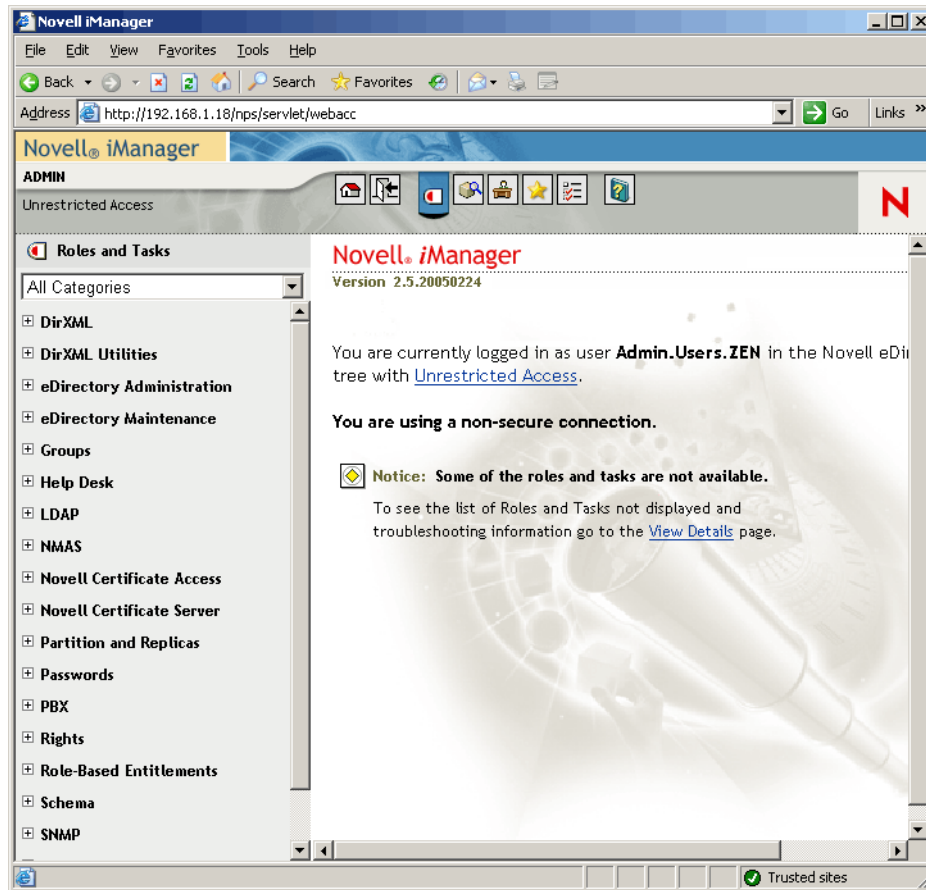 Novell iManager
File Edit View Favorites Tools Help
Back Search Favorites
Address http://192.168.1.18/nps/servlet/webacc Go Links »
Novell® iManager
ADMIN
Unrestricted Access
N
Roles and Tasks
All Categories
DirXML
DirXML Utilities
eDirectory Administration
eDirectory Maintenance
Groups
Help Desk
LDAP
NMAS
Novell Certificate Access
Novell Certificate Server
Partition and Replicas
Passwords
PBX
Rights
Role-Based Entitlements
Schema
SNMP
Novell® iManager
Version 2.5.20050224
You are currently logged in as user Admin.Users.ZEN in the Novell eDi
tree with Unrestricted Access.
You are using a non-secure connection.
Notice: Some of the roles and tasks are not available.
To see the list of Roles and Tasks not displayed and
troubleshooting information go to the View Details page.
Trusted sites